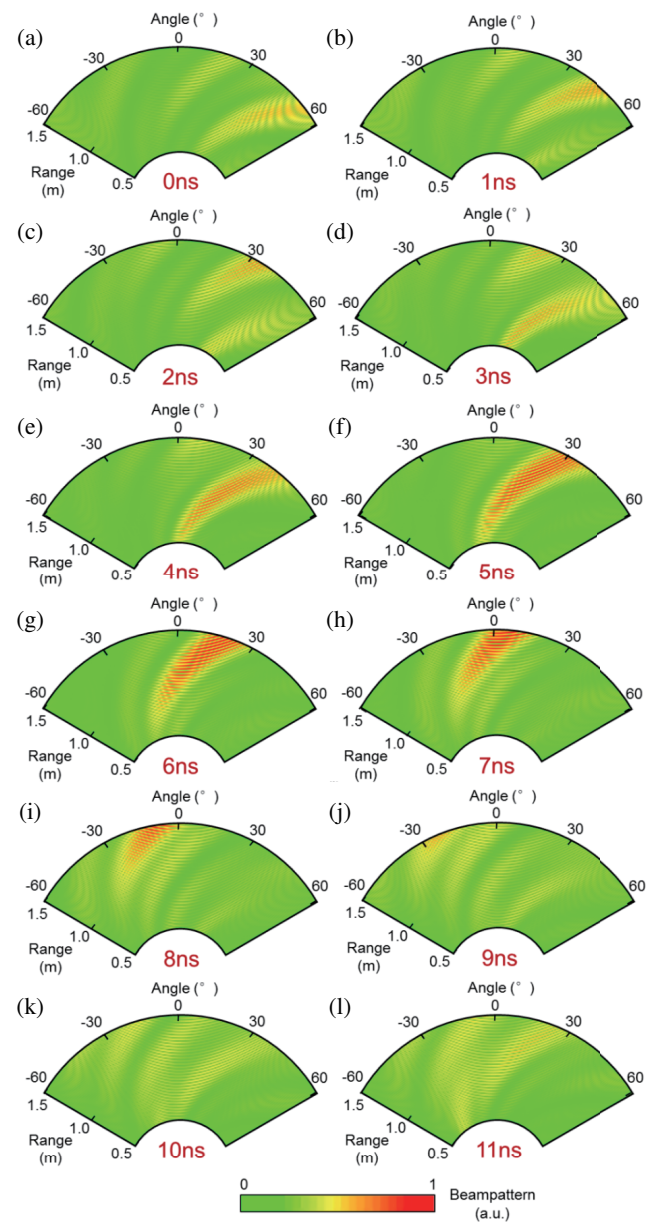 (a)
Angle (°)
0
-30
30
-60
60
1.5
1.0
Range
(m)
0.5
0ns
(b)
Angle (°)
0
-30
30
-60
60
1.5
1.0
Range
(m)
0.5
1ns
(c)
Angle (°)
0
-30
30
-60
60
1.5
1.0
Range
(m)
0.5
2ns
(d)
Angle (°)
0
-30
30
-60
60
1.5
1.0
Range
(m)
0.5
3ns
(e)
Angle (°)
0
-30
30
-60
60
1.5
1.0
Range
(m)
0.5
4ns
(f)
Angle (°)
0
-30
30
-60
60
1.5
1.0
Range
(m)
0.5
5ns
(g)
Angle (°)
0
-30
30
-60
60
1.5
1.0
Range
(m)
0.5
6ns
(h)
Angle (°)
0
-30
30
-60
60
1.5
1.0
Range
(m)
0.5
7ns
(i)
Angle (°)
0
-30
30
-60
60
1.5
1.0
Range
(m)
0.5
8ns
(j)
Angle (°)
0
-30
30
-60
60
1.5
1.0
Range
(m)
0.5
9ns
(k)
Angle (°)
0
-30
30
-60
60
1.5
1.0
Range
(m)
0.5
10ns
(l)
Angle (°)
0
-30
30
-60
60
1.5
1.0
Range
(m)
0.5
11ns
0
1
Beampattern
(a.u.)